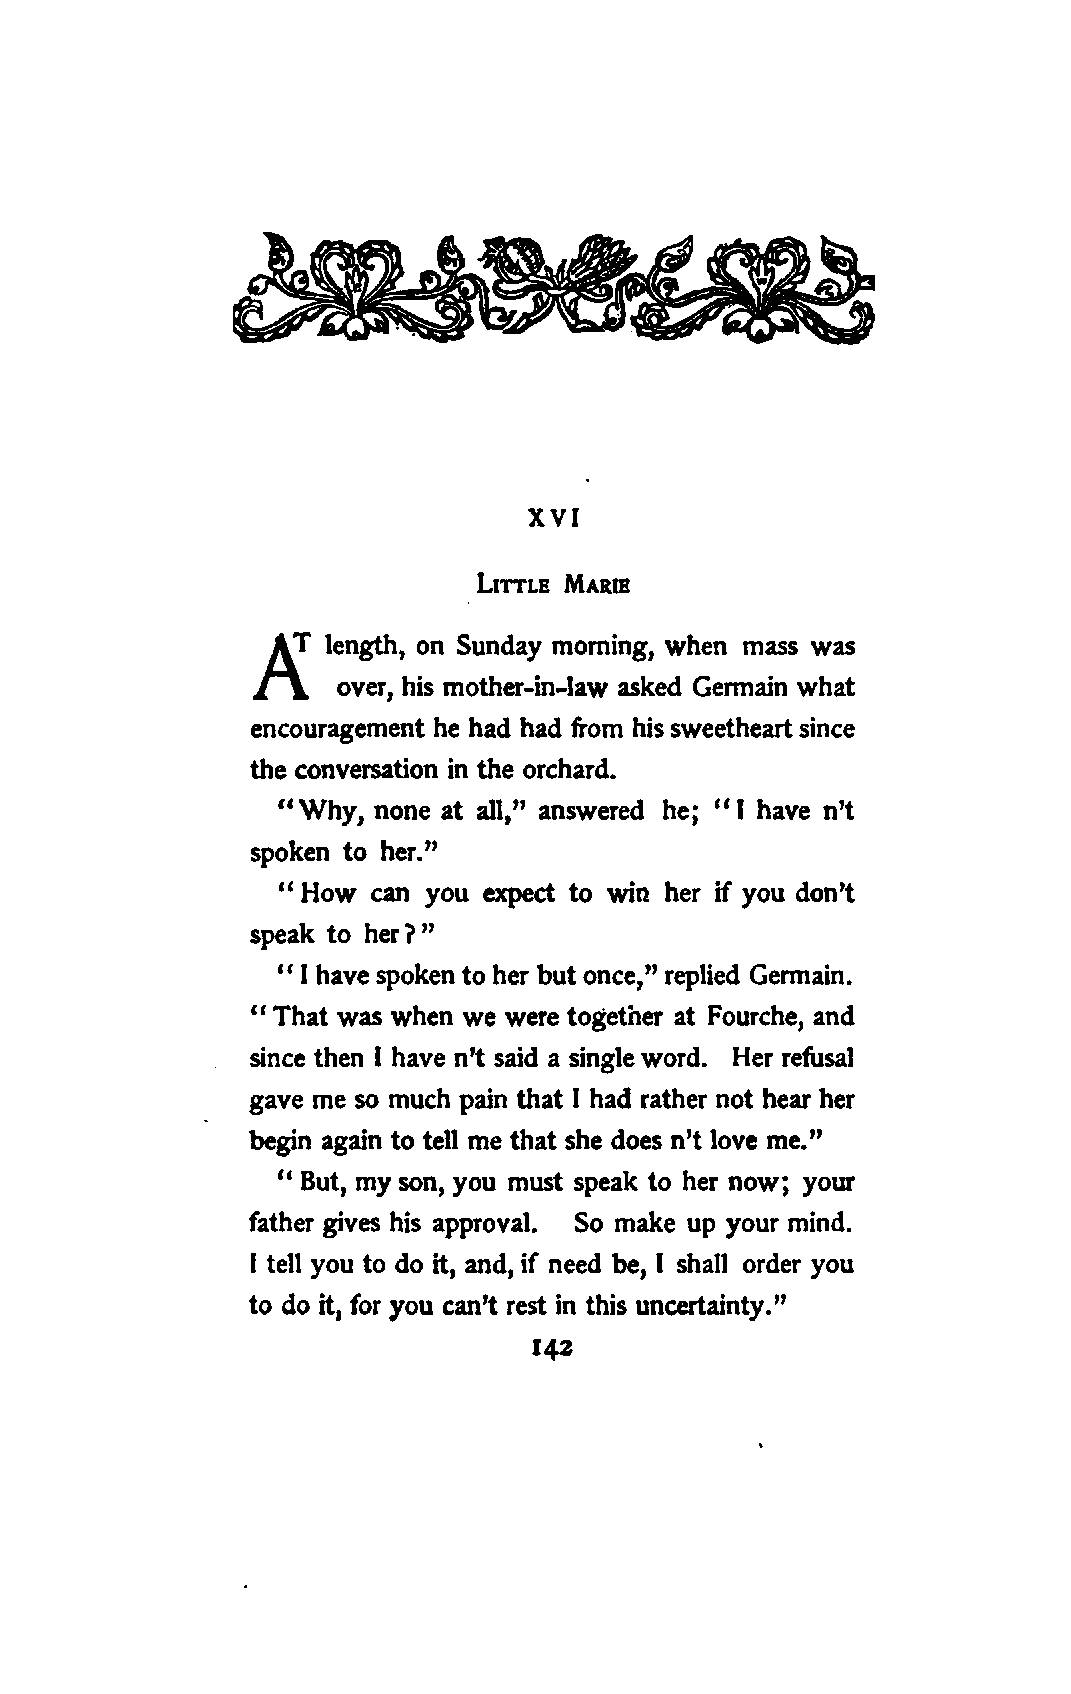 XVI
LITTLE MARIE
AT length, on Sunday morning, when mass was
over, his mother-in-law asked Germain what
encouragement he had had from his sweetheart since
the conversation in the orchard.
"Why, none at all," answered he; "I have n't
spoken to her."
"How can you expect to win her if you don't
speak to her?"
"I have spoken to her but once," replied Germain.
"That was when we were together at Fourche, and
since then I have n't said a single word. Her refusal
gave me so much pain that I had rather not hear her
begin again to tell me that she does n't love me."
"But, my son, you must speak to her now; your
father gives his approval. So make up your mind.
I tell you to do it, and, if need be, I shall order you
to do it, for you can't rest in this uncertainty."
142